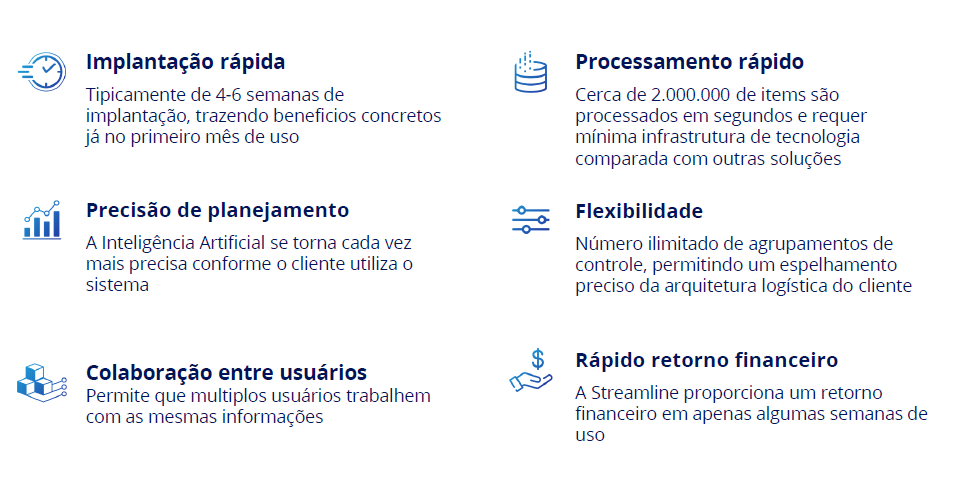 Implantação rápida
Tipicamente de 4-6 semanas de
implantação, trazendo beneficios concretos
já no primeiro mês de uso
Processamento rápido
Cerca de 2.000.000 de items são
processados em segundos e requer
mínima infrastrutura de tecnologia
comparada com outras soluções
Precisão de planejamento
A Inteligência Artificial se torna cada vez
mais precisa conforme o cliente utiliza o
sistema
Flexibilidade
Número ilimitado de agrupamentos de
controle, permitindo um espelhamento
preciso da arquitetura logística do cliente
Colaboração entre usuários
Permite que multiplos usuários trabalhem
com as mesmas informações
Rápido retorno financeiro
A Streamline proporciona um retorno
financeiro em apenas algumas semanas de
uso